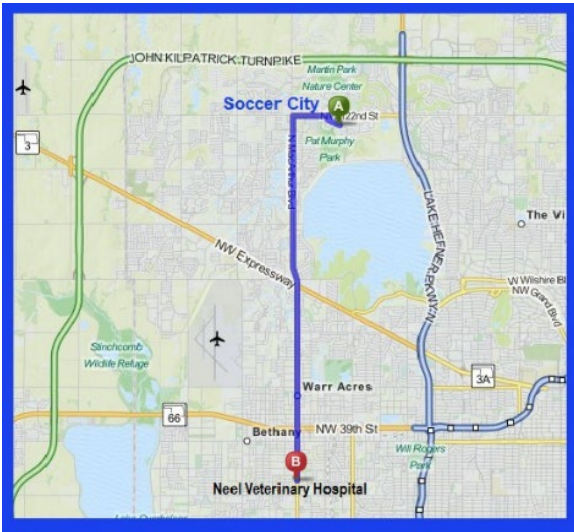 JOHN KILPATRICK TURNPIKE
Martin Park
Nature Center
Soccer City
A
NW 122nd St
3
Pat Murphy
Park
LAKE HEFNER PKWY N
The Vi
NW Expressway
W Wilshire Bl
NW Grand Blvd
Stinchcomb
Wildlife Refuge
3A
Warr Acres
66
NW 39th St
Bethany
Will Rogers
Park
B
Neel Veterinary Hospital